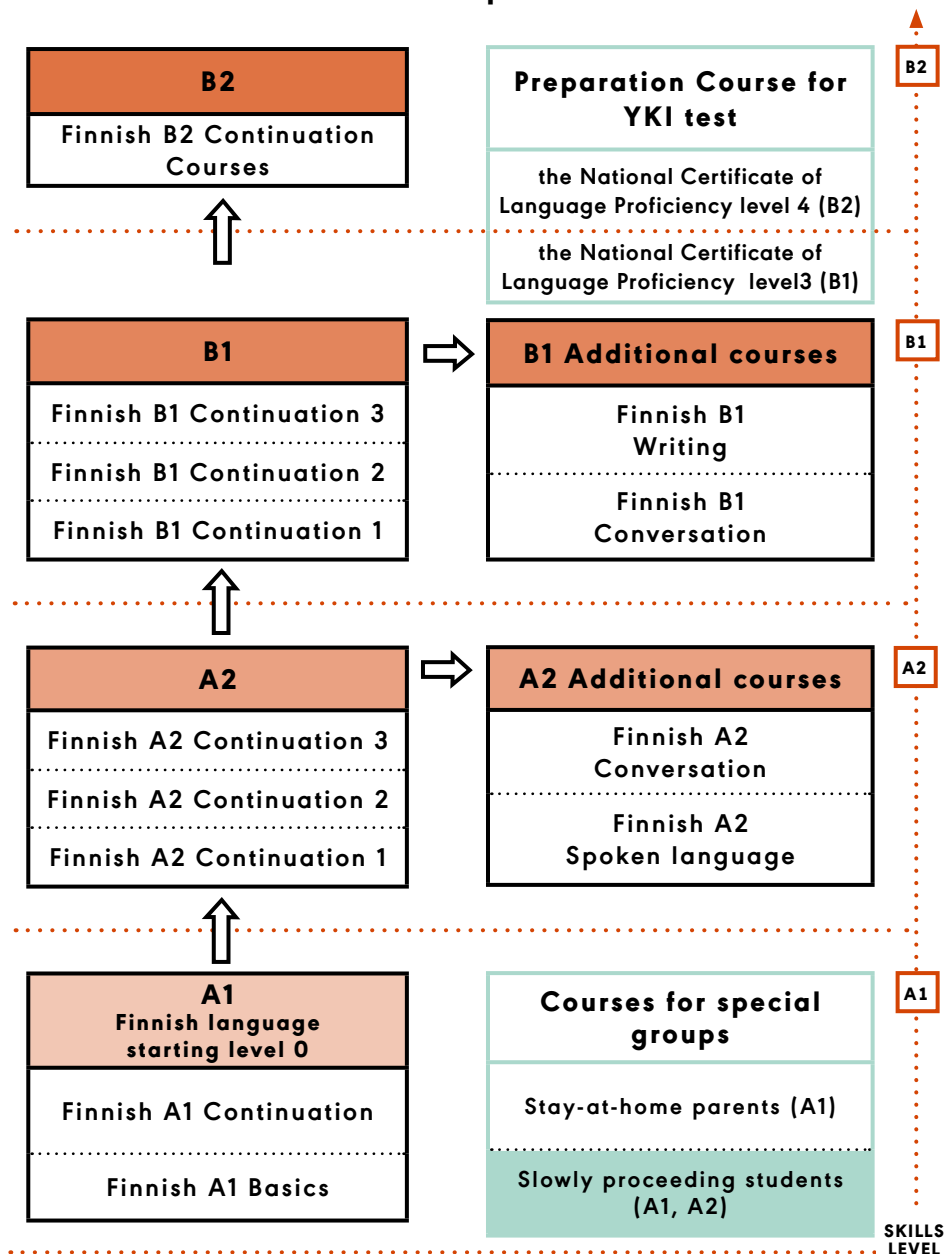 B2
Finnish B2 Continuation
Courses
Preparation Course for
YKI test
the National Certificate of
Language Proficiency level 4 (B2)
the National Certificate of
Language Proficiency level3 (B1)
B2
B1
Finnish B1 Continuation 3
Finnish B1 Continuation 2
Finnish B1 Continuation 1
B1 Additional courses
Finnish B1
Writing
Finnish B1
Conversation
B1
A2
Finnish A2 Continuation 3
Finnish A2 Continuation 2
Finnish A2 Continuation 1
A2 Additional courses
Finnish A2
Conversation
Finnish A2
Spoken language
A2
A1
Finnish language
starting level 0
Finnish A1 Continuation
Finnish A1 Basics
Courses for special
groups
Stay-at-home parents (A1)
Slowly proceeding students
(A1, A2)
A1
SKILLS
LEVEL